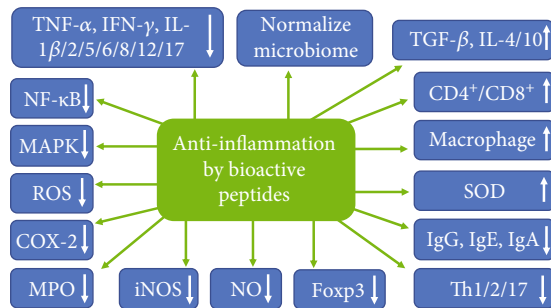 TNF-α, IFN-γ, IL-
1β/2/5/6/8/12/17 ↓
Normalize
microbiome
TGF-β, IL-4/10 ↑
NF-κB ↓
CD4⁺/CD8⁺ ↑
MAPK ↓
Anti-inflammation
by bioactive
peptides
Macrophage ↑
ROS ↓
SOD ↑
COX-2 ↓
IgG, IgE, IgA ↓
MPO ↓
iNOS ↓
NO ↓
Foxp3 ↓
Th1/2/17 ↓